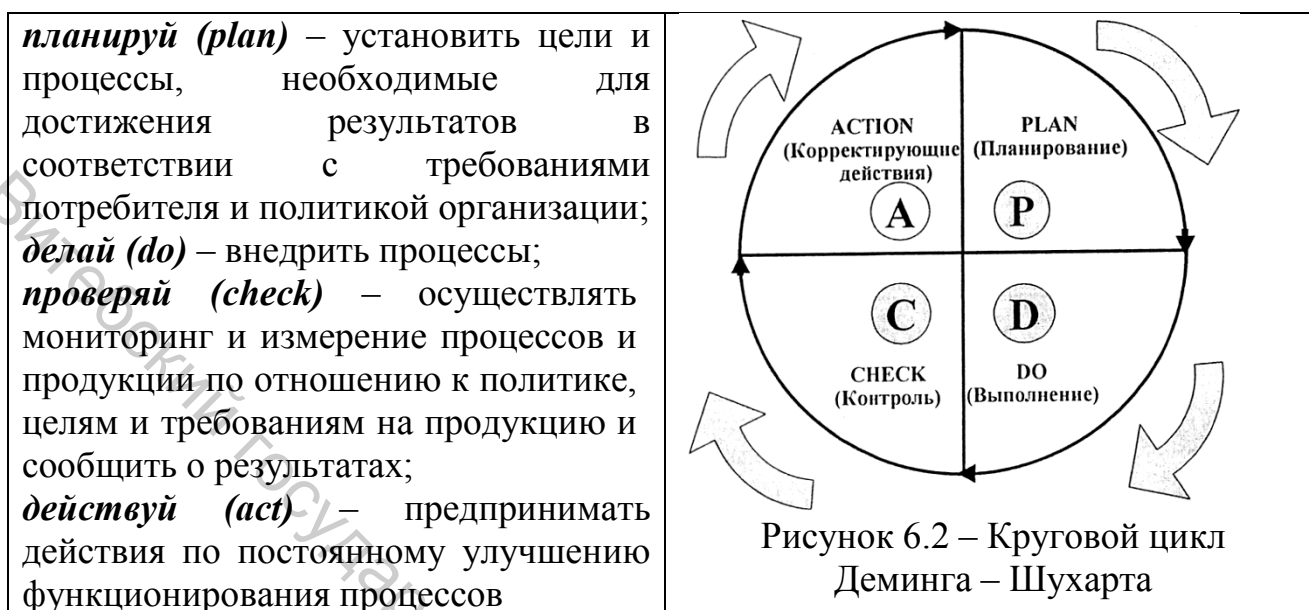 планируй (plan) – установить цели и
процессы, необходимые для
достижения результатов в
соответствии с требованиями
потребителя и политикой организации;
делай (do) – внедрить процессы;
проверяй (check) – осуществлять
мониторинг и измерение процессов и
продукции по отношению к политике,
целям и требованиям на продукцию и
сообщить о результатах;
действуй (act) – предпринимать
действия по постоянному улучшению
функционирования процессов
ACTION
(Корректирующие
действия)
A
PLAN
(Планирование)
P
C
CHECK
(Контроль)
D
DO
(Выполнение)
Рисунок 6.2 – Круговой цикл
Деминга – Шухарта
Витебский государ